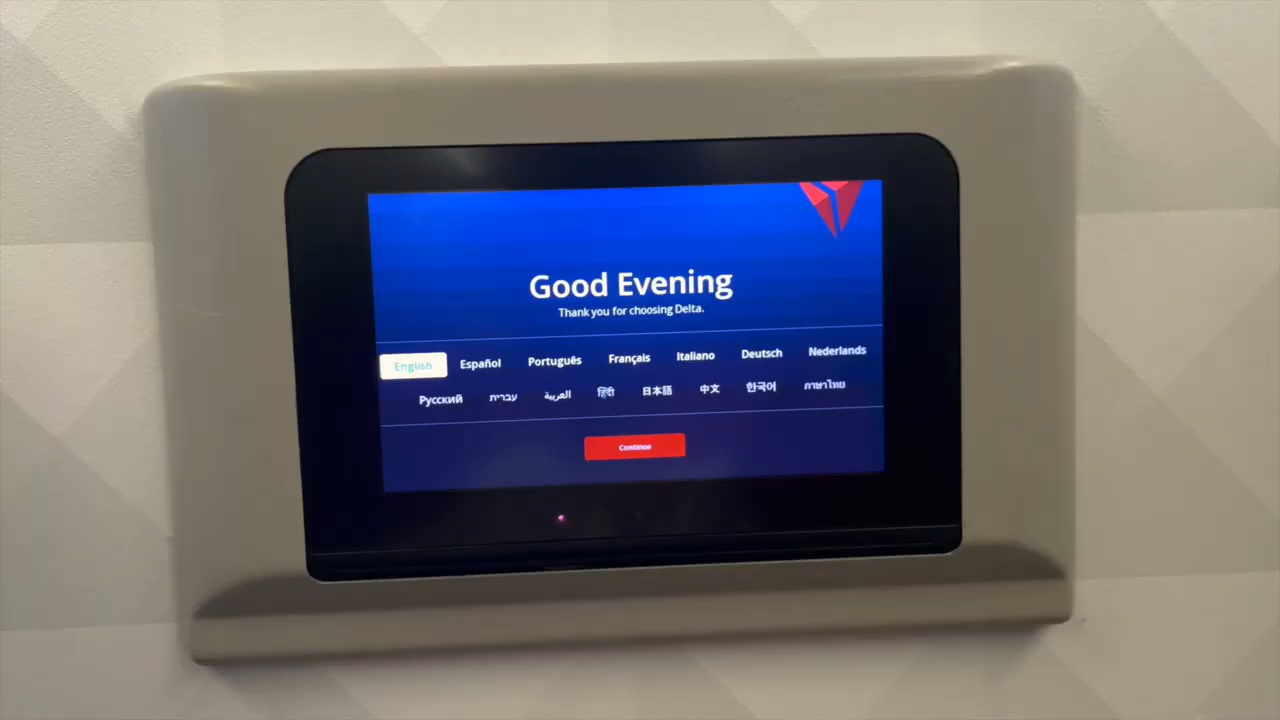 Good Evening
Thank you for choosing Delta.
English Español Português Français Italiano Deutsch Nederlands
Русский עברית العربية हिंदी 日本語 中文 한국어 ภาษาไทย
Continue